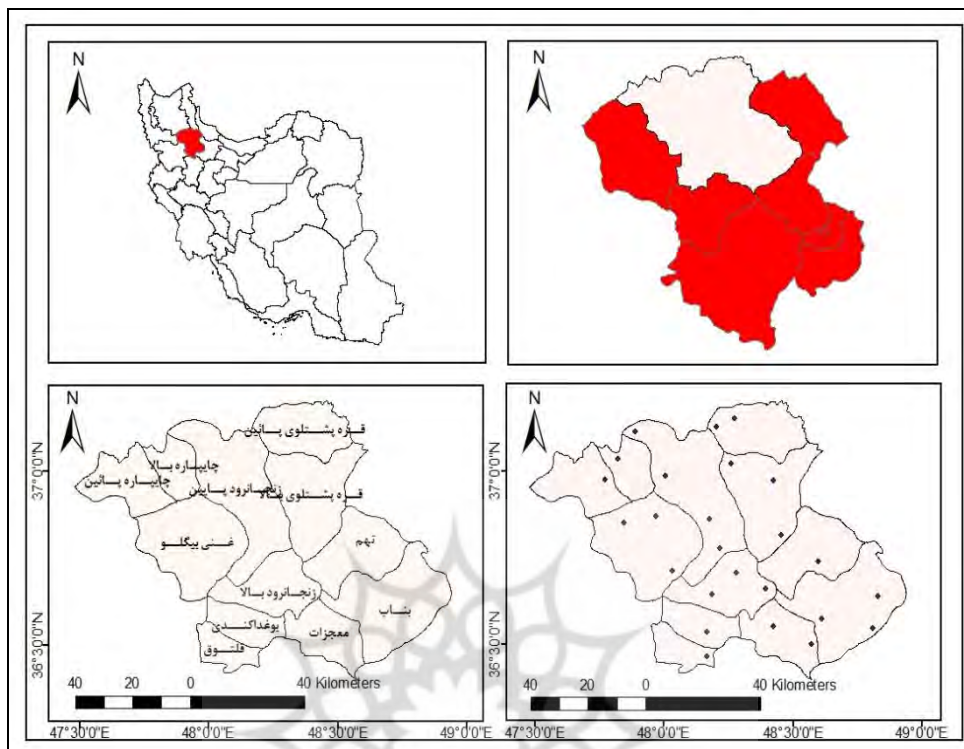 N
N
N
قره پشتلوی پائین
چایپاره بالا
چایپاره پائین
زنجانرود پایین
قره پشتلوی بالا
غنی بیگلو
تهم
زنجانرود بالا
بناب
یوغداکندی
معجزات
قلتوق
37°0'0"N
36°30'0"N
40 20 0 40 Kilometers
47°30'0"E 48°0'0"E 48°30'0"E 49°0'0"E
N
37°0'0"N
36°30'0"N
40 20 0 40 Kilometers
47°30'0"E 48°0'0"E 48°30'0"E 49°0'0"E